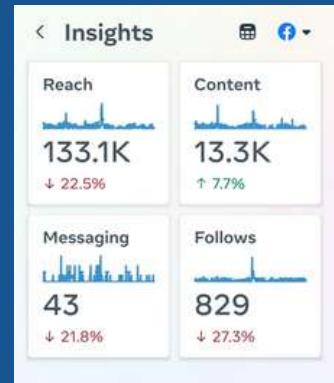 Insights
Reach
133.1K
↓ 22.5%
Content
13.3K
↑ 7.7%
Messaging
43
↓ 21.8%
Follows
829
↓ 27.3%